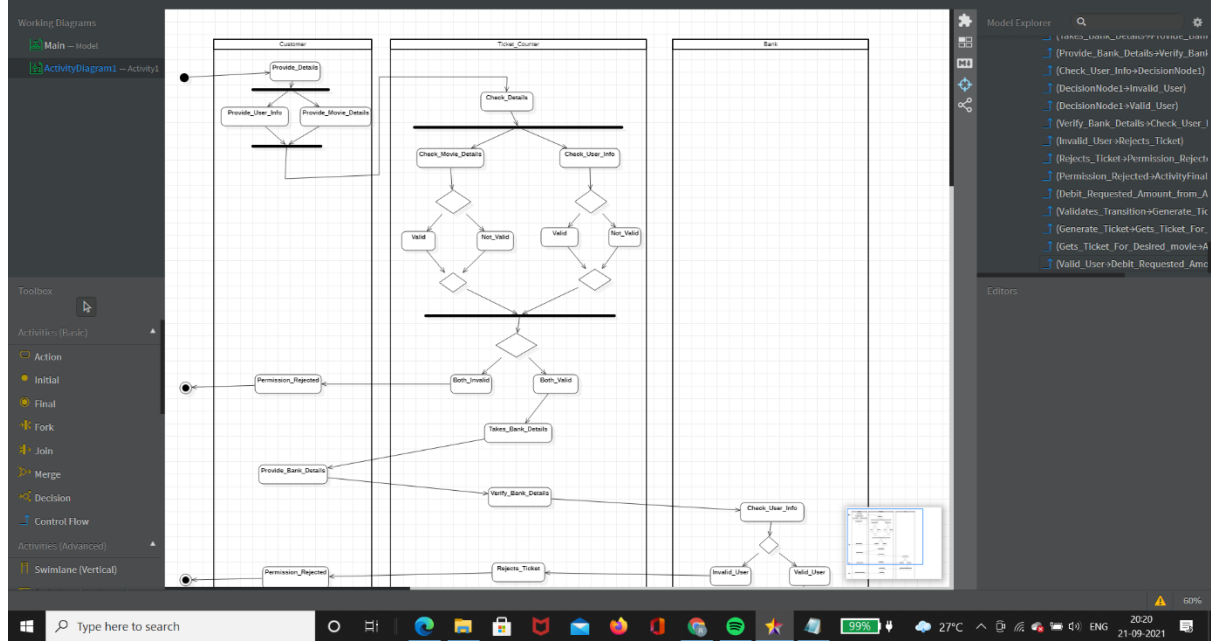 Working Diagrams
Main — Model
ActivityDiagram1 — Activity1
Toolbox
Activities (Basic)
Action
Initial
Final
Fork
Join
Merge
Decision
Control Flow
Activities (Advanced)
Swimlane (Vertical)
Customer
Ticket_Counter
Bank
Provide_Details
Provide_User_Info
Provide_Movie_Details
Check_Details
Check_Movie_Details
Check_User_Info
Valid
Not_Valid
Valid
Not_Valid
Permission_Rejected
Both_Invalid
Both_Valid
Takes_Bank_Details
Provide_Bank_Details
Verify_Bank_Details
Check_User_Info
Permission_Rejected
Rejects_Ticket
Invalid_User
Valid_User
Model Explorer
(Takes_Bank_Details→Provide_Bank
(Provide_Bank_Details→Verify_Bank
(Check_User_Info→DecisionNode1)
(DecisionNode1→Invalid_User)
(DecisionNode1→Valid_User)
(Verify_Bank_Details→Check_User_I
(Invalid_User→Rejects_Ticket)
(Rejects_Ticket→Permission_Rejecte
(Permission_Rejected→ActivityFinal
(Debit_Requested_Amount_from_A
(Validates_Transition→Generate_Tic
(Generate_Ticket→Gets_Ticket_For_
(Gets_Ticket_For_Desired_movie→A
(Valid_User→Debit_Requested_Amo
Editors
60%
Type here to search
99%
27°C
ENG
20:20
21-09-2021